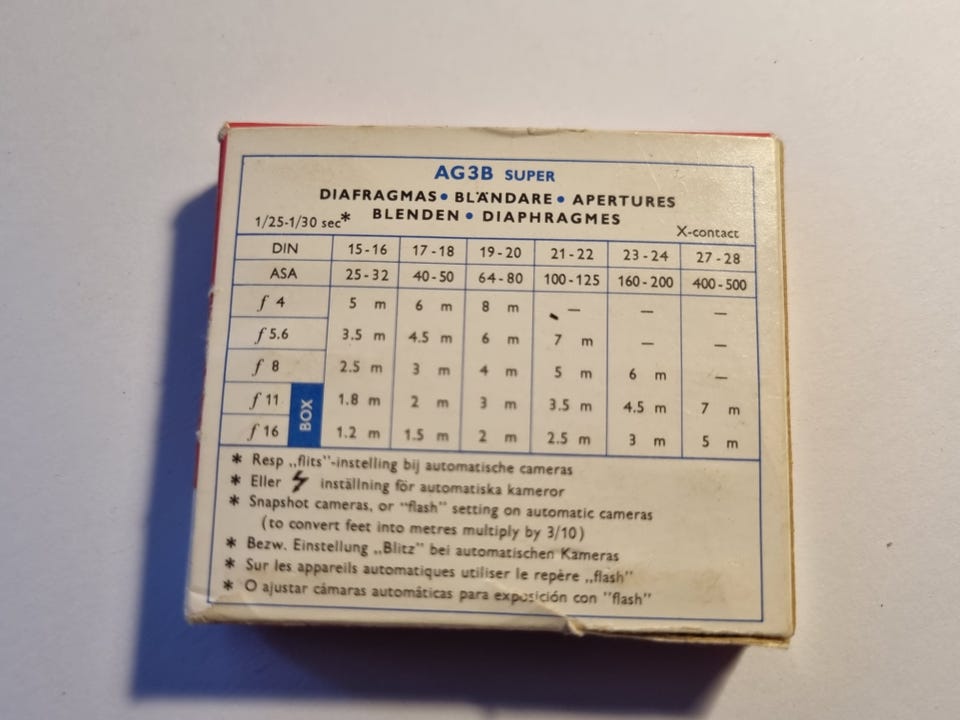 AG3B SUPER
DIAFRAGMAS • BLÄNDARE • APERTURES
1/25-1/30 sec* BLENDEN • DIAPHRAGMES X-contact
DIN 15-16 17-18 19-20 21-22 23-24 27-28
ASA 25-32 40-50 64-80 100-125 160-200 400-500
f 4 5 m 6 m 8 m — — —
f 5.6 3.5 m 4.5 m 6 m 7 m — —
f 8 2.5 m 3 m 4 m 5 m 6 m —
f 11 BOX 1.8 m 2 m 3 m 3.5 m 4.5 m 7 m
f 16 1.2 m 1.5 m 2 m 2.5 m 3 m 5 m
* Resp „flits"-instelling bij automatische cameras
* Eller ⚡ inställning för automatiska kameror
* Snapshot cameras, or "flash" setting on automatic cameras
(to convert feet into metres multiply by 3/10)
* Bezw. Einstellung „Blitz" bei automatischen Kameras
* Sur les appareils automatiques utiliser le repère „flash"
* O ajustar cámaras automáticas para exposición con "flash"